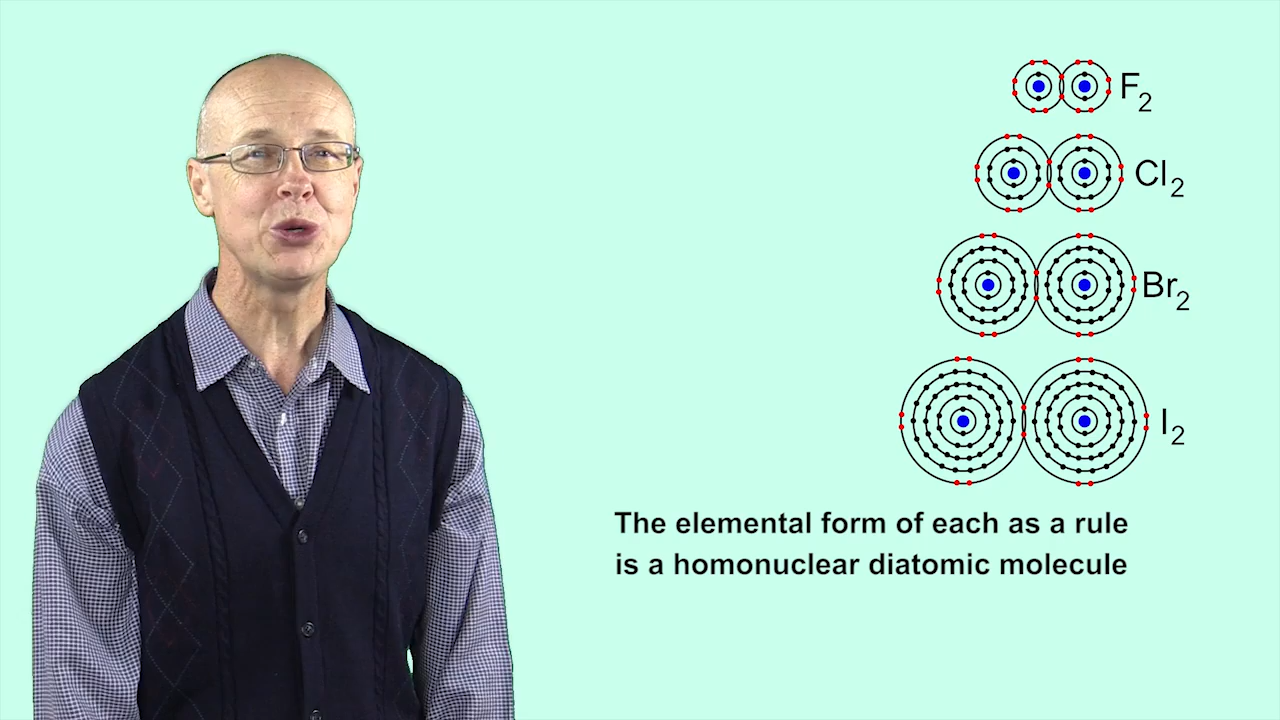 F2
Cl2
Br2
I2
The elemental form of each as a rule
is a homonuclear diatomic molecule